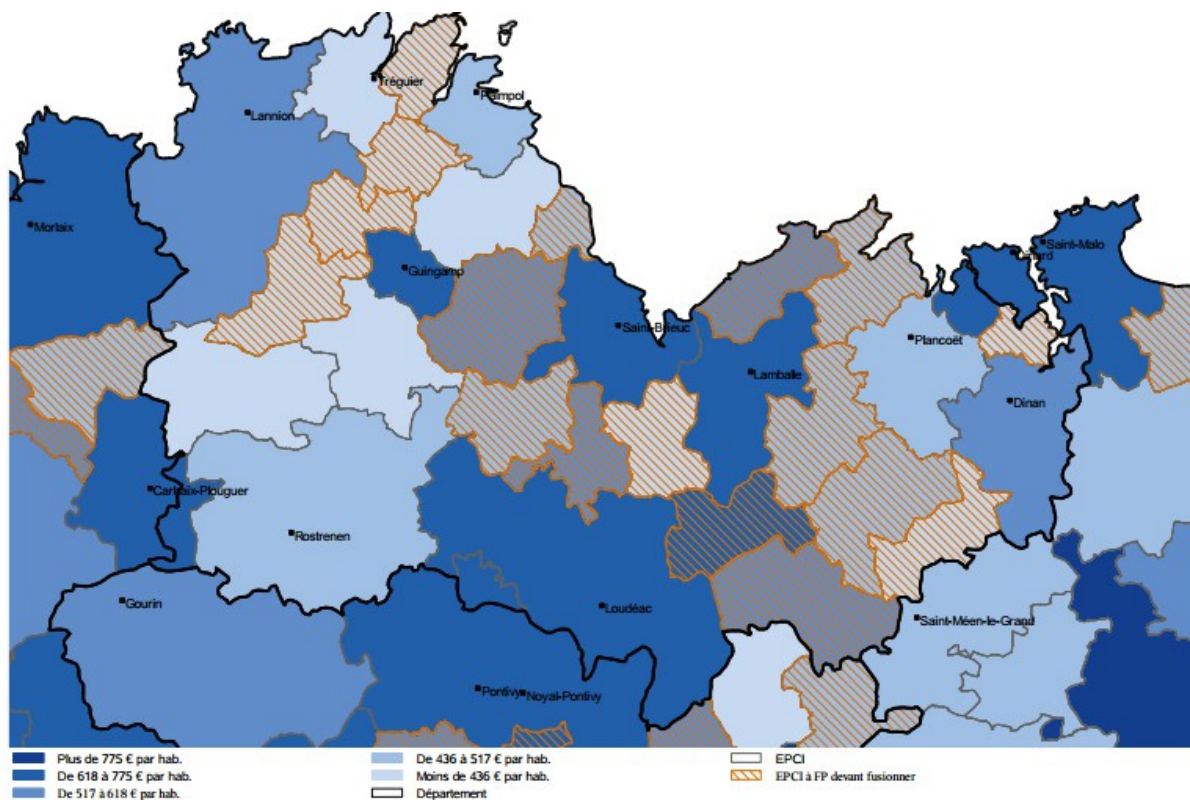 Tréguier
Paimpol
Lannion
Morlaix
Guingamp
Saint-Malo
Dinard
Saint-Brieuc
Plancoët
Lamballe
Dinan
Carhaix-Plouguer
Rostrenen
Gourin
Loudéac
Saint-Méen-le-Grand
Pontivy
Noyal-Pontivy
Plus de 775 € par hab.
De 436 à 517 € par hab.
EPCI
De 618 à 775 € par hab.
Moins de 436 € par hab.
EPCI à FP devant fusionner
De 517 à 618 € par hab.
Département